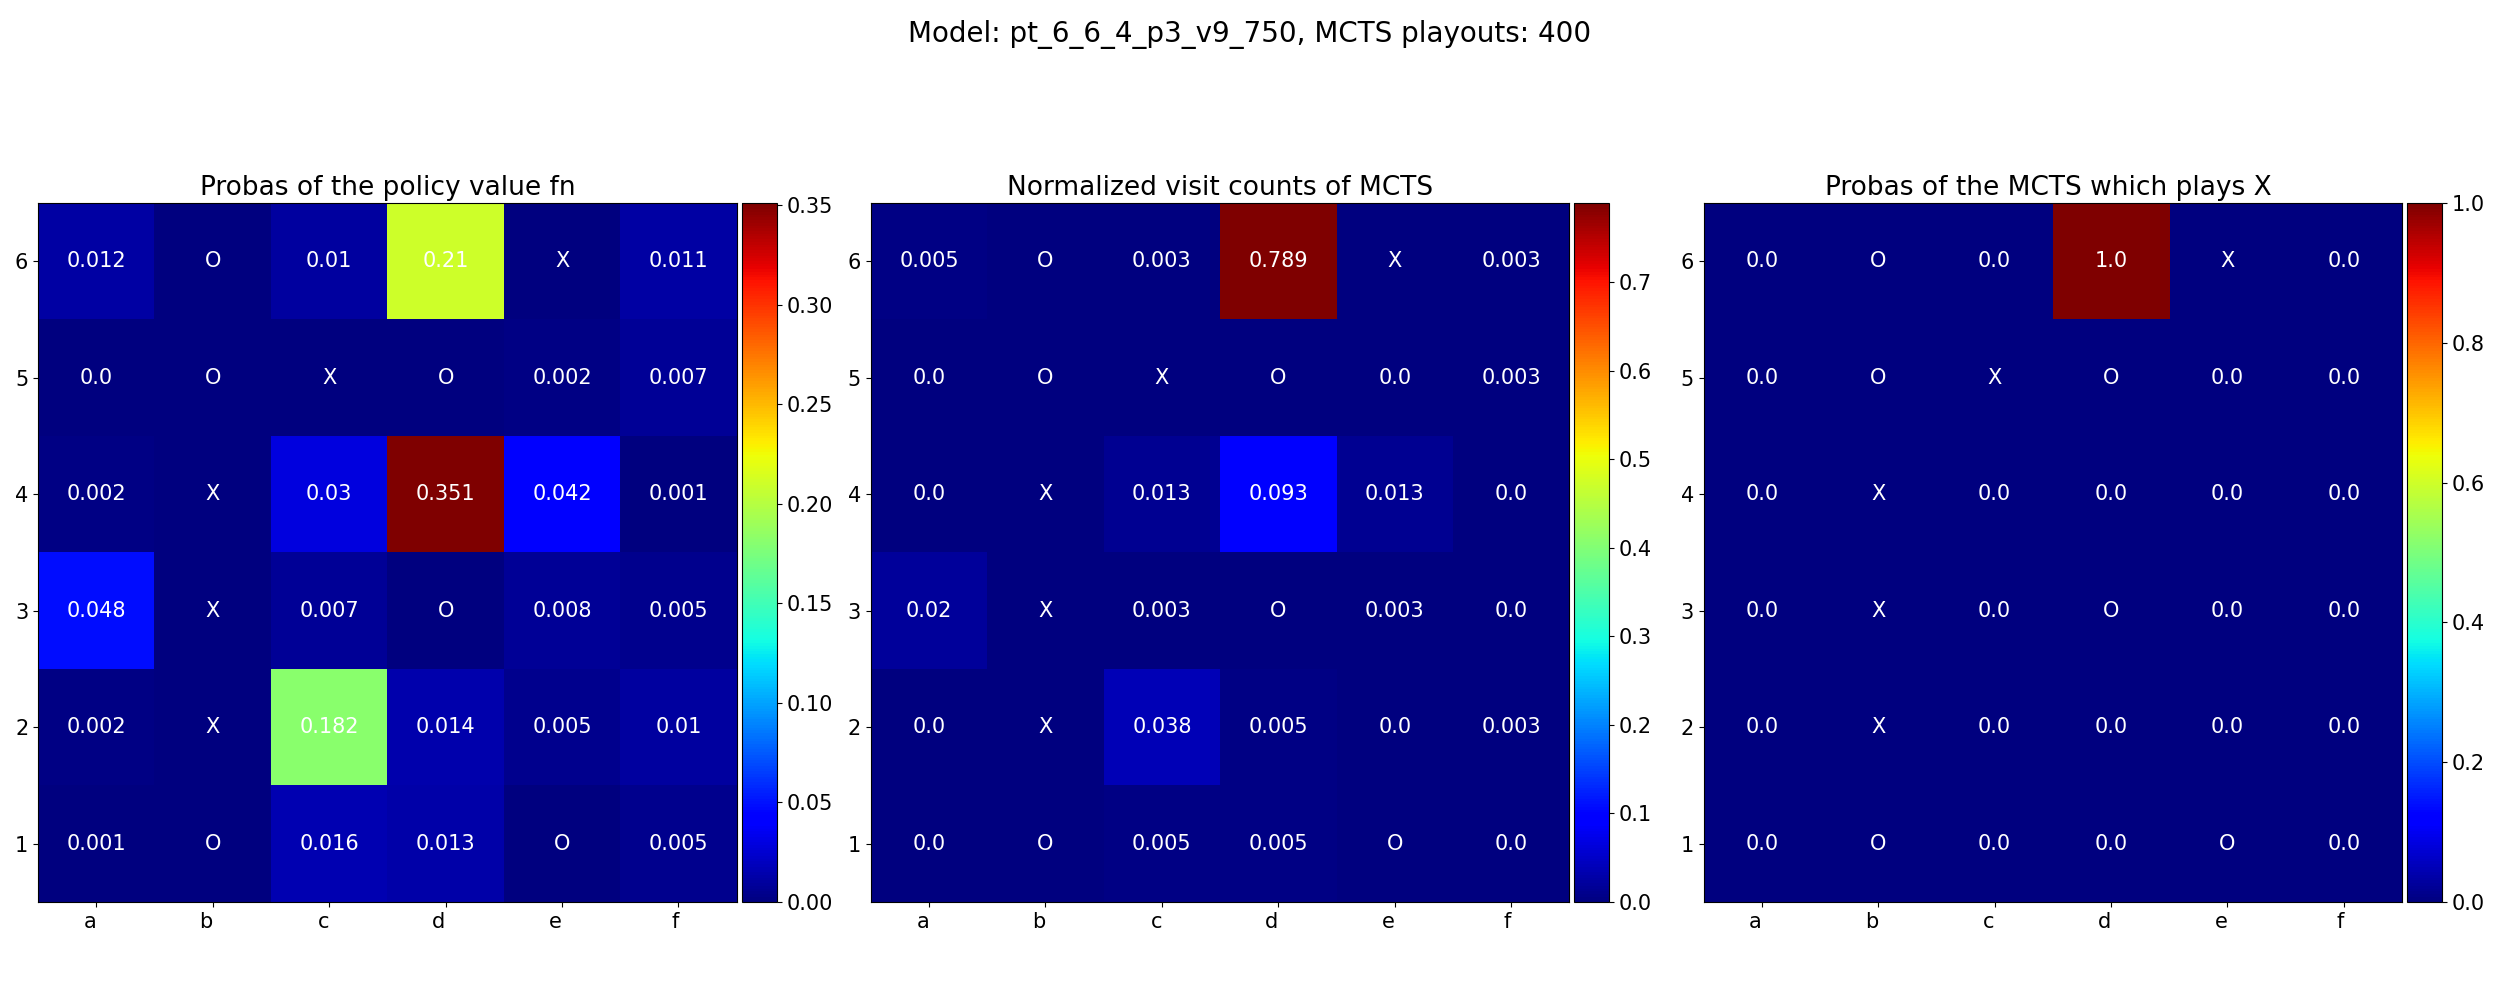 Model: pt_6_6_4_p3_v9_750, MCTS playouts: 400
Probas of the policy value fn
6 0.012 O 0.01 0.21 X 0.011
5 0.0 O X O 0.002 0.007
4 0.002 X 0.03 0.351 0.042 0.001
3 0.048 X 0.007 O 0.008 0.005
2 0.002 X 0.182 0.014 0.005 0.01
1 0.001 O 0.016 0.013 O 0.005
a b c d e f
0.35
0.30
0.25
0.20
0.15
0.10
0.05
0.00
Normalized visit counts of MCTS
6 0.005 O 0.003 0.789 X 0.003
5 0.0 O X O 0.0 0.003
4 0.0 X 0.013 0.093 0.013 0.0
3 0.02 X 0.003 O 0.003 0.0
2 0.0 X 0.038 0.005 0.0 0.003
1 0.0 O 0.005 0.005 O 0.0
a b c d e f
0.7
0.6
0.5
0.4
0.3
0.2
0.1
0.0
Probas of the MCTS which plays X
6 0.0 O 0.0 1.0 X 0.0
5 0.0 O X O 0.0 0.0
4 0.0 X 0.0 0.0 0.0 0.0
3 0.0 X 0.0 O 0.0 0.0
2 0.0 X 0.0 0.0 0.0 0.0
1 0.0 O 0.0 0.0 O 0.0
a b c d e f
1.0
0.8
0.6
0.4
0.2
0.0